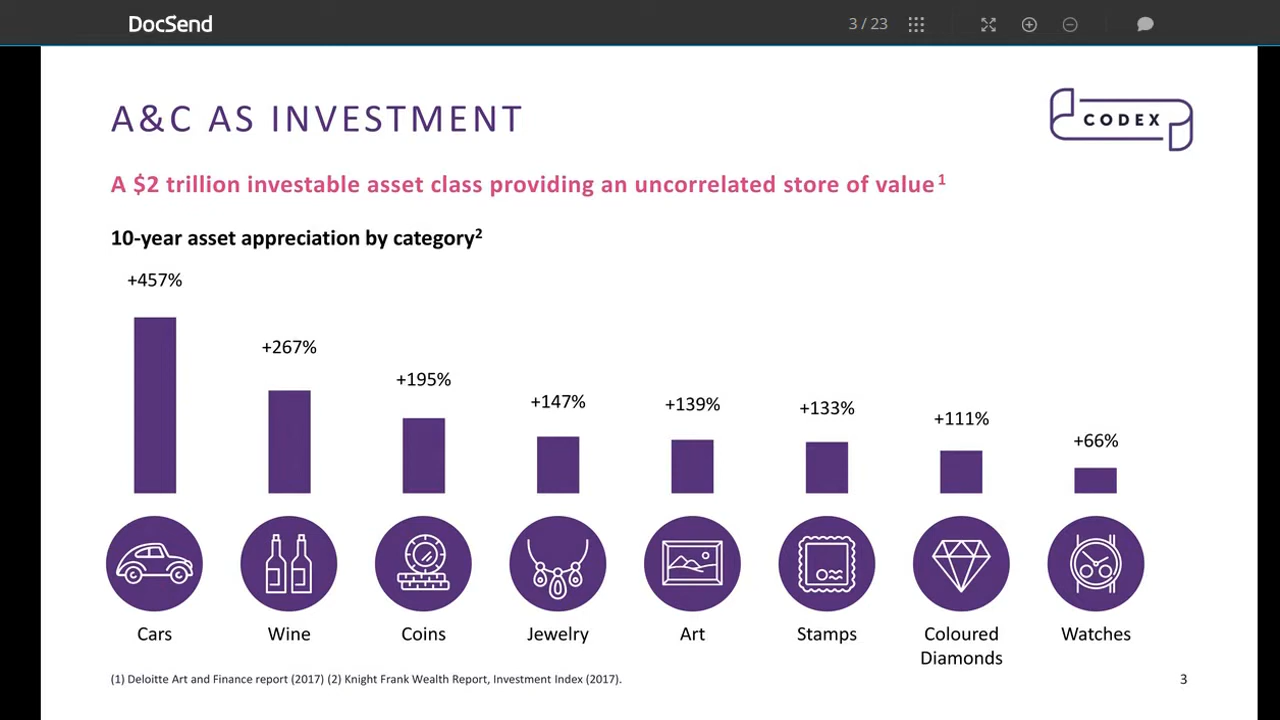 DocSend
3 / 23
A&C AS INVESTMENT
CODEX
A $2 trillion investable asset class providing an uncorrelated store of value¹
10-year asset appreciation by category²
+457%
+267%
+195%
+147%
+139%
+133%
+111%
+66%
Cars
Wine
Coins
Jewelry
Art
Stamps
Coloured
Diamonds
Watches
(1) Deloitte Art and Finance report (2017) (2) Knight Frank Wealth Report, Investment Index (2017).
3